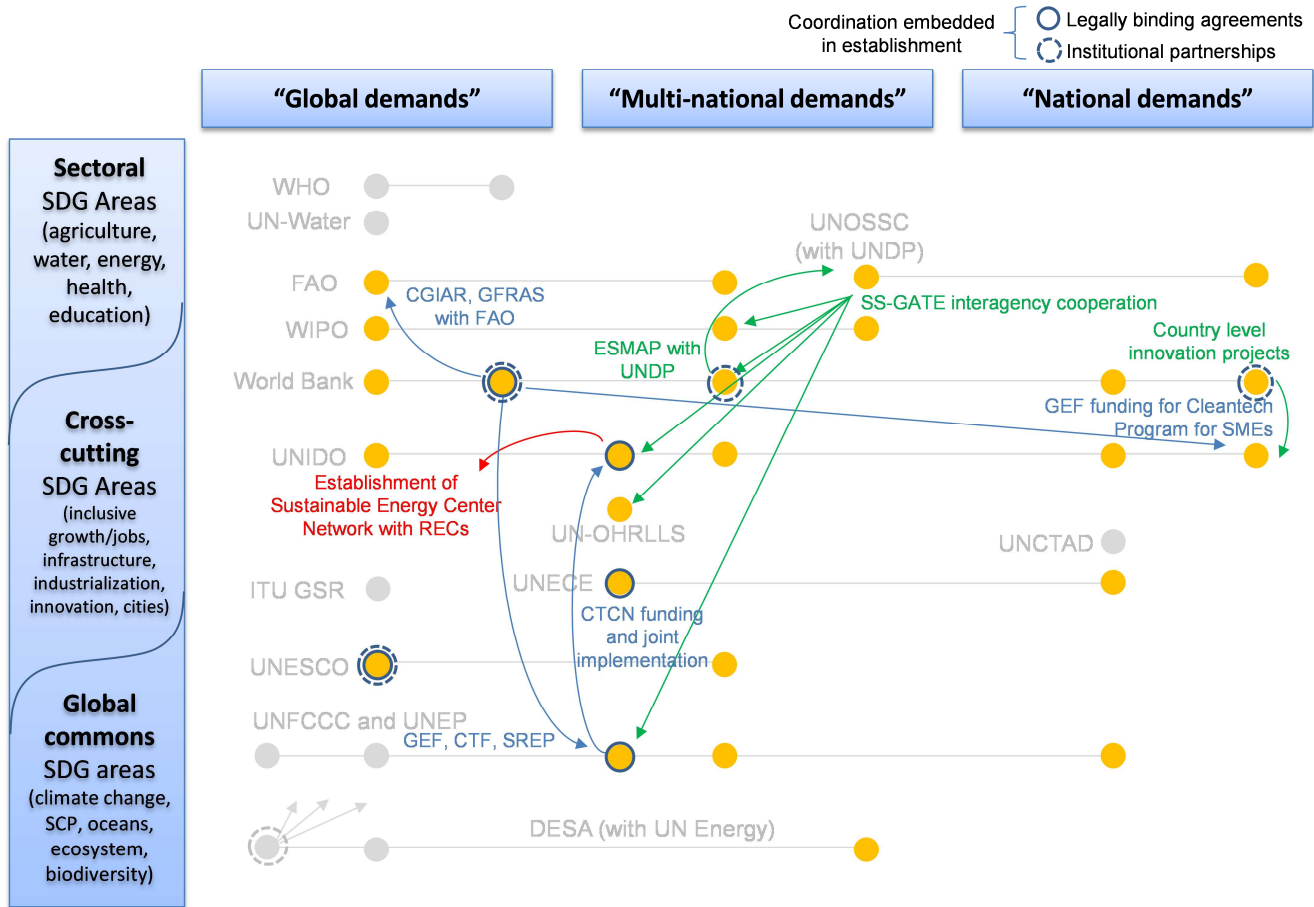 Coordination embedded
in establishment
Legally binding agreements
Institutional partnerships
“Global demands”
“Multi-national demands”
“National demands”
Sectoral
SDG Areas
(agriculture,
water, energy,
health,
education)
Cross-
cutting
SDG Areas
(inclusive
growth/jobs,
infrastructure,
industrialization,
innovation, cities)
Global
commons
SDG areas
(climate change,
SCP, oceans,
ecosystem,
biodiversity)
WHO
UN-Water
UNOSSC
(with UNDP)
FAO
CGIAR, GFRAS
with FAO
SS-GATE interagency cooperation
WIPO
ESMAP with
UNDP
Country level
innovation projects
World Bank
GEF funding for Cleantech
Program for SMEs
UNIDO
Establishment of
Sustainable Energy Center
Network with RECs
UN-OHRLLS
UNCTAD
ITU GSR
UNECE
CTCN funding
and joint
implementation
UNESCO
UNFCCC and UNEP
GEF, CTF, SREP
DESA (with UN Energy)